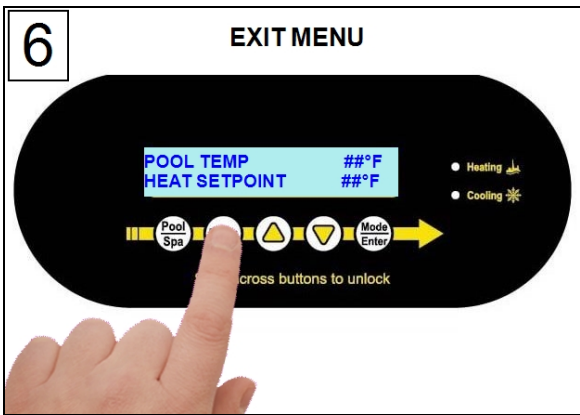 6
EXIT MENU
POOL TEMP ##°F
HEAT SETPOINT ##°F
Heating
Cooling
Pool
Spa
Mode
Enter
cross buttons to unlock